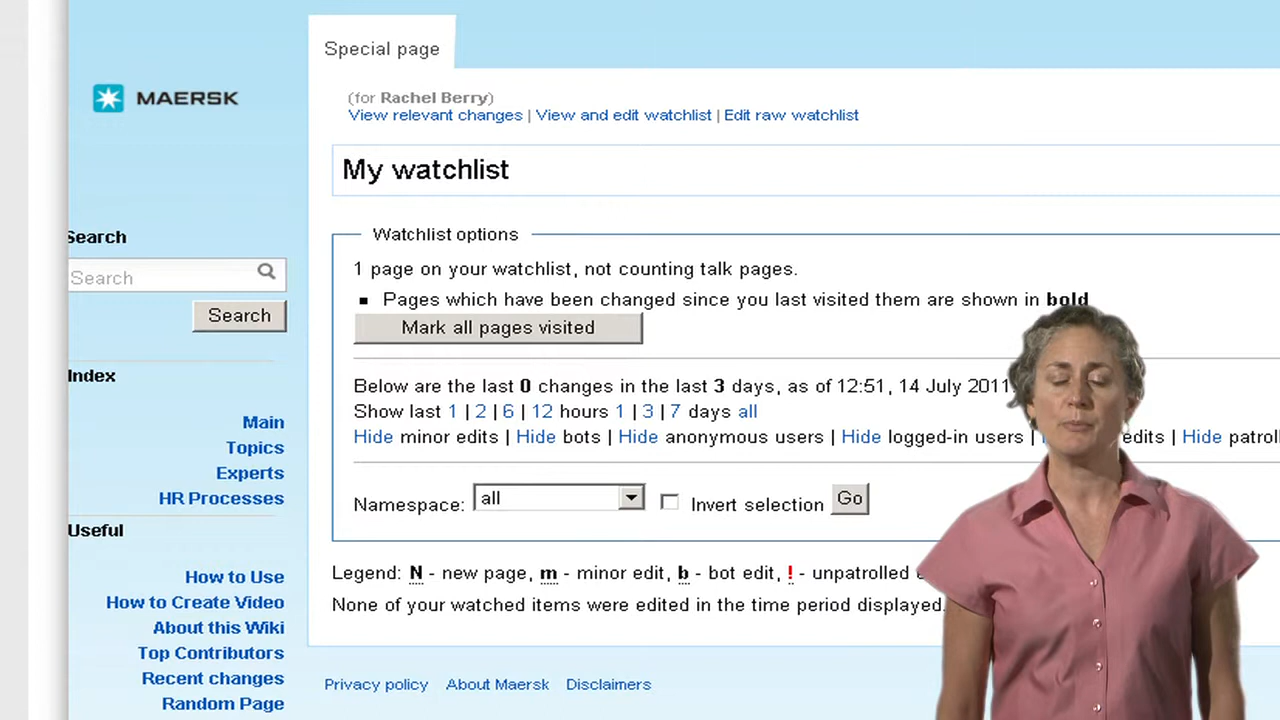 Special page
MAERSK
(for Rachel Berry)
View relevant changes | View and edit watchlist | Edit raw watchlist
My watchlist
Search
Search
Search
Index
Main
Topics
Experts
HR Processes
Useful
How to Use
How to Create Video
About this Wiki
Top Contributors
Recent changes
Random Page
Watchlist options
1 page on your watchlist, not counting talk pages.
▪ Pages which have been changed since you last visited them are shown in bold
Mark all pages visited
Below are the last 0 changes in the last 3 days, as of 12:51, 14 July 2011.
Show last 1 | 2 | 6 | 12 hours 1 | 3 | 7 days all
Hide minor edits | Hide bots | Hide anonymous users | Hide logged-in users | edits | Hide
Namespace: all Invert selection Go
Legend: N - new page, m - minor edit, b - bot edit, ! - unpatrolled
None of your watched items were edited in the time period displayed.
Privacy policy About Maersk Disclaimers